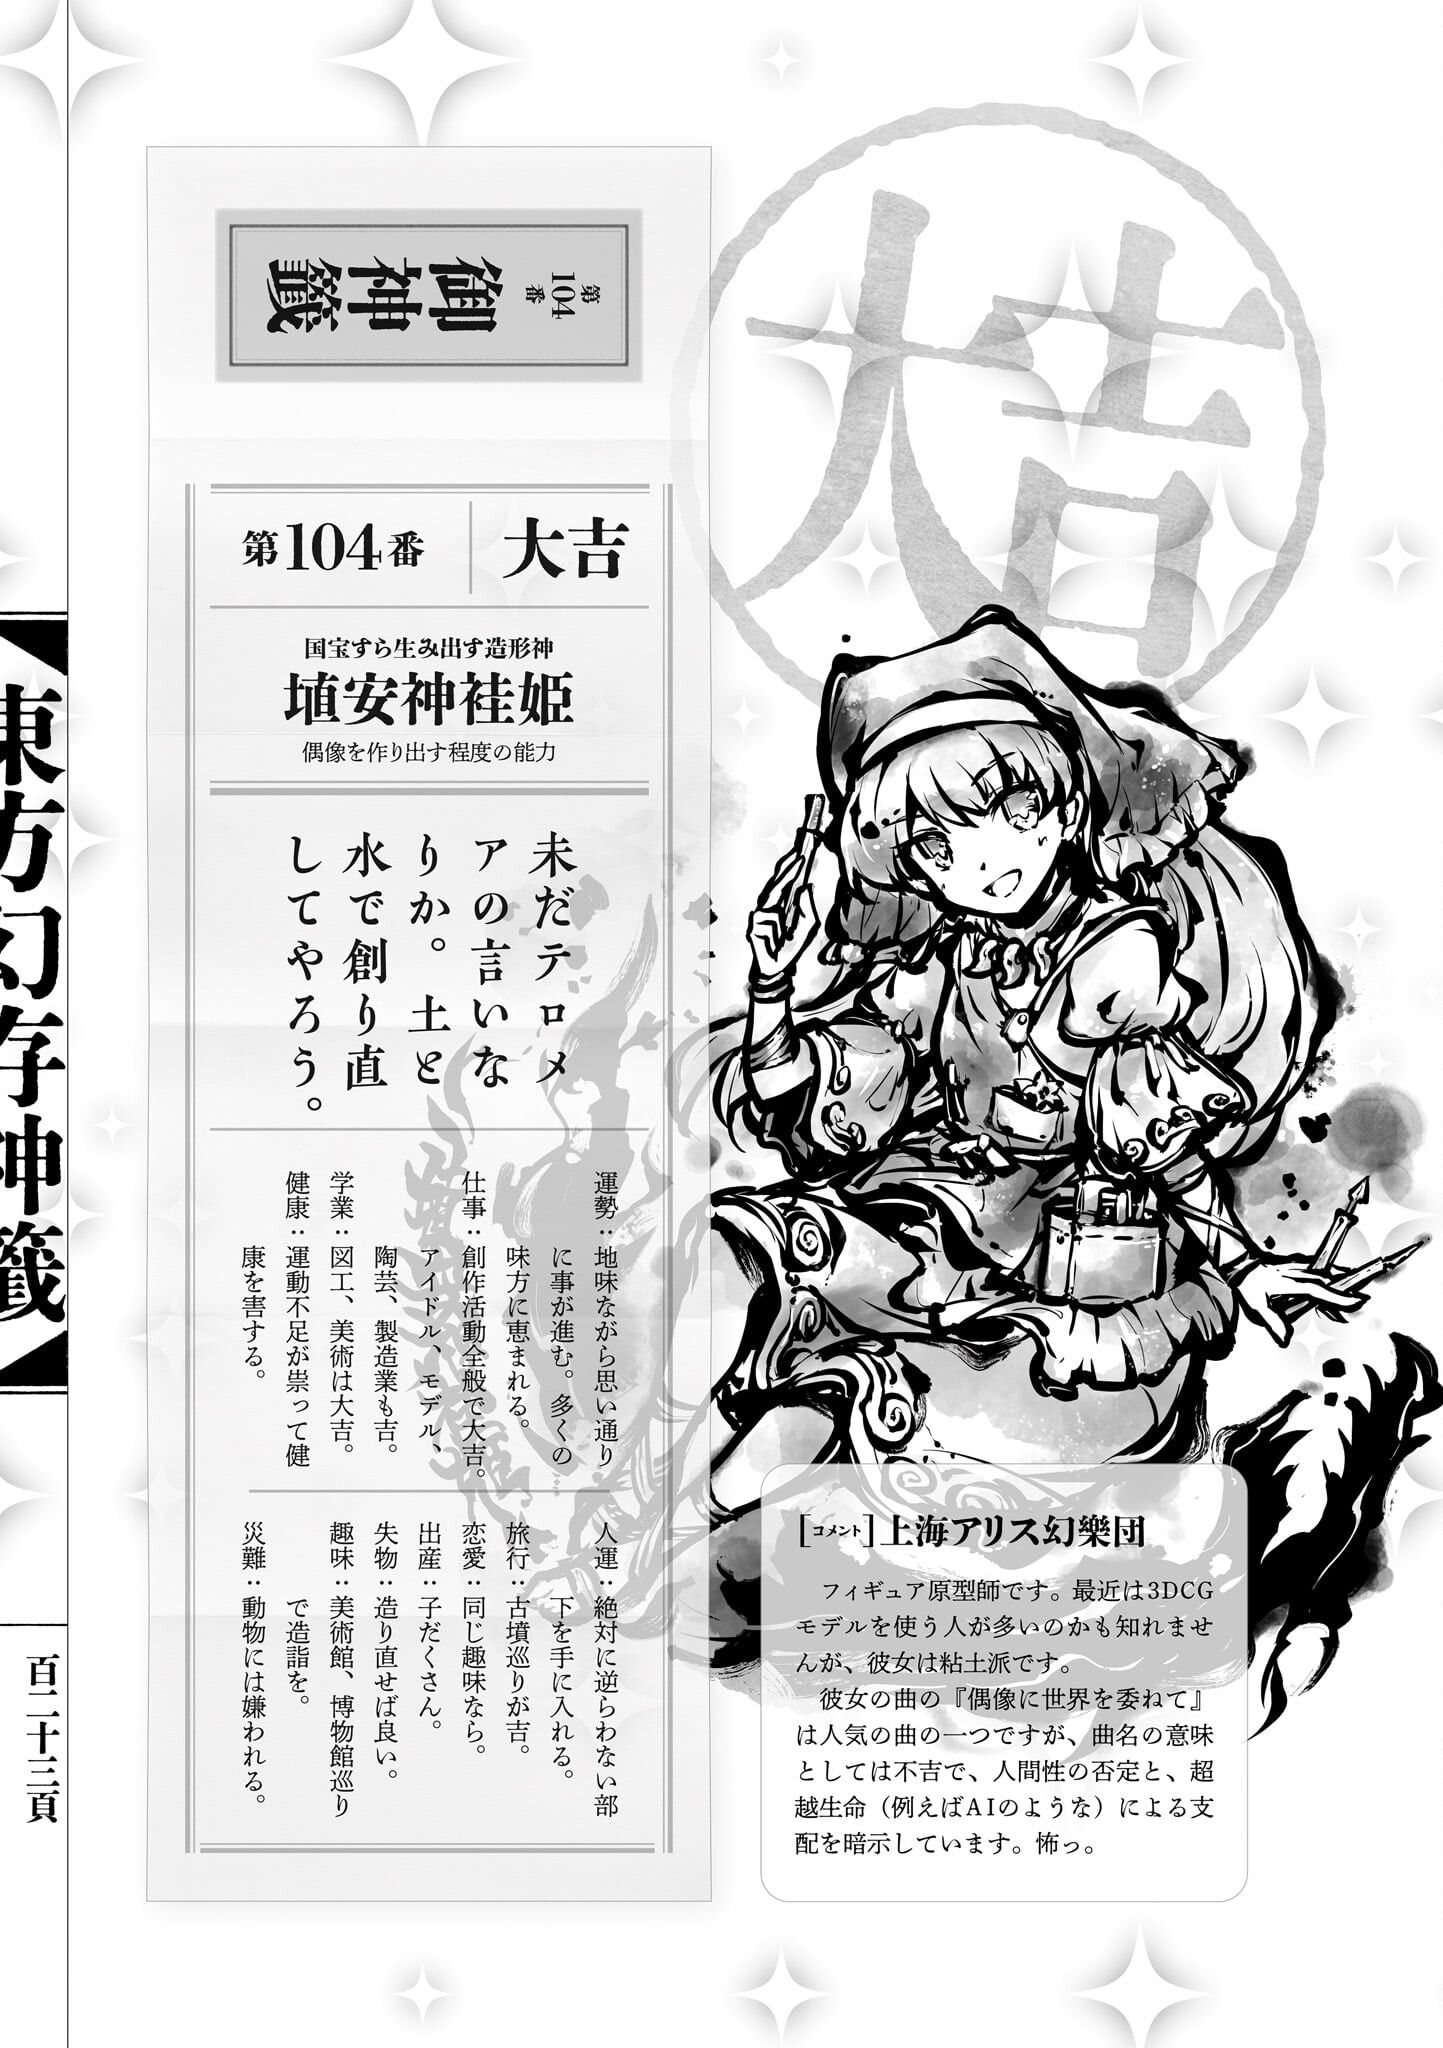 大吉
御神籤
第104番
第104番
大吉
国宝すら生み出す造形神
埴安神袿姫
偶像を作り出す程度の能力
未だテロメ
アの言いな
りか。土と
水で創り直
してやろう。
運勢：地味ながら思い通り
に事が進む。多くの
味方に恵まれる。
仕事：創作活動全般で大吉。
アイドル、モデル、
陶芸、製造業も吉。
学業：図工、美術は大吉。
健康：運動不足が祟って健
康を害する。
人運：絶対に逆らわない部
下を手に入れる。
旅行：古墳巡りが吉。
恋愛：同じ趣味なら。
出産：子だくさん。
失物：造り直せば良い。
趣味：美術館、博物館巡り
で造詣を。
災難：動物には嫌われる。
［コメント］上海アリス幻樂団
フィギュア原型師です。最近は3DCG
モデルを使う人が多いのかも知れませ
んが、彼女は粘土派です。
彼女の曲の『偶像に世界を委ねて』
は人気の曲の一つですが、曲名の意味
としては不吉で、人間性の否定と、超
越生命（例えばAIのような）による支
配を暗示しています。怖っ。
【東方幻存神籤】
百二十三頁